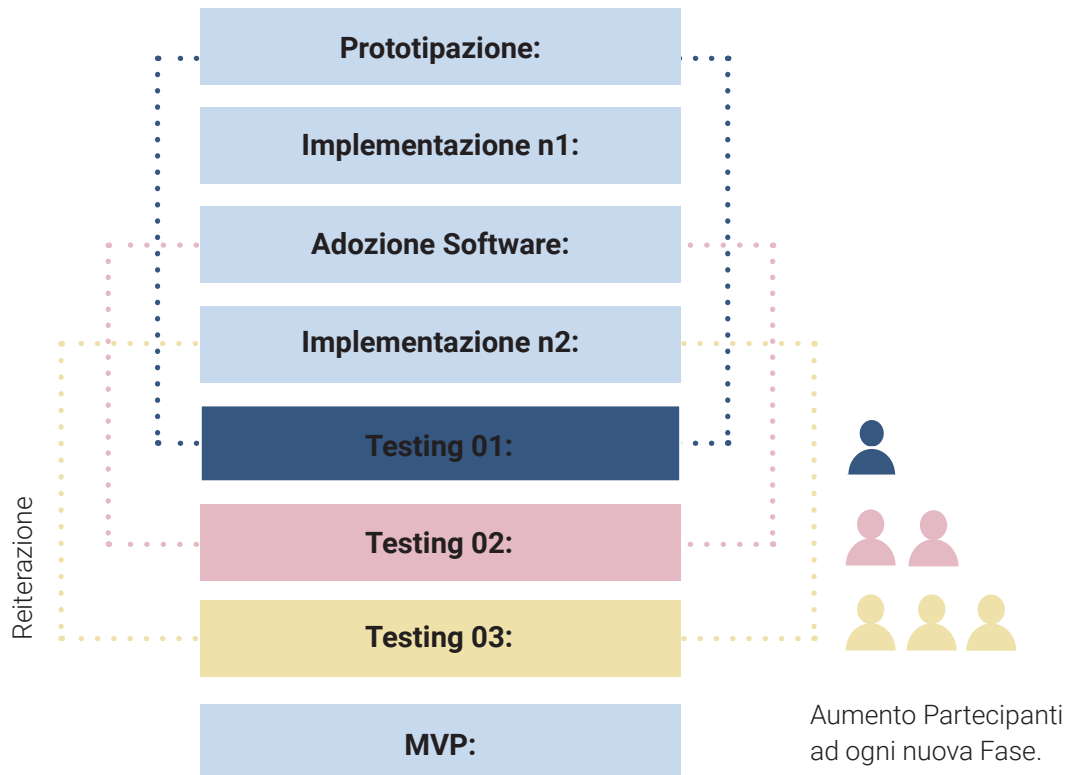 Prototipazione:
Implementazione n1:
Adozione Software:
Implementazione n2:
Testing 01:
Testing 02:
Testing 03:
MVP:
Reiterazione
Aumento Partecipanti
ad ogni nuova Fase.